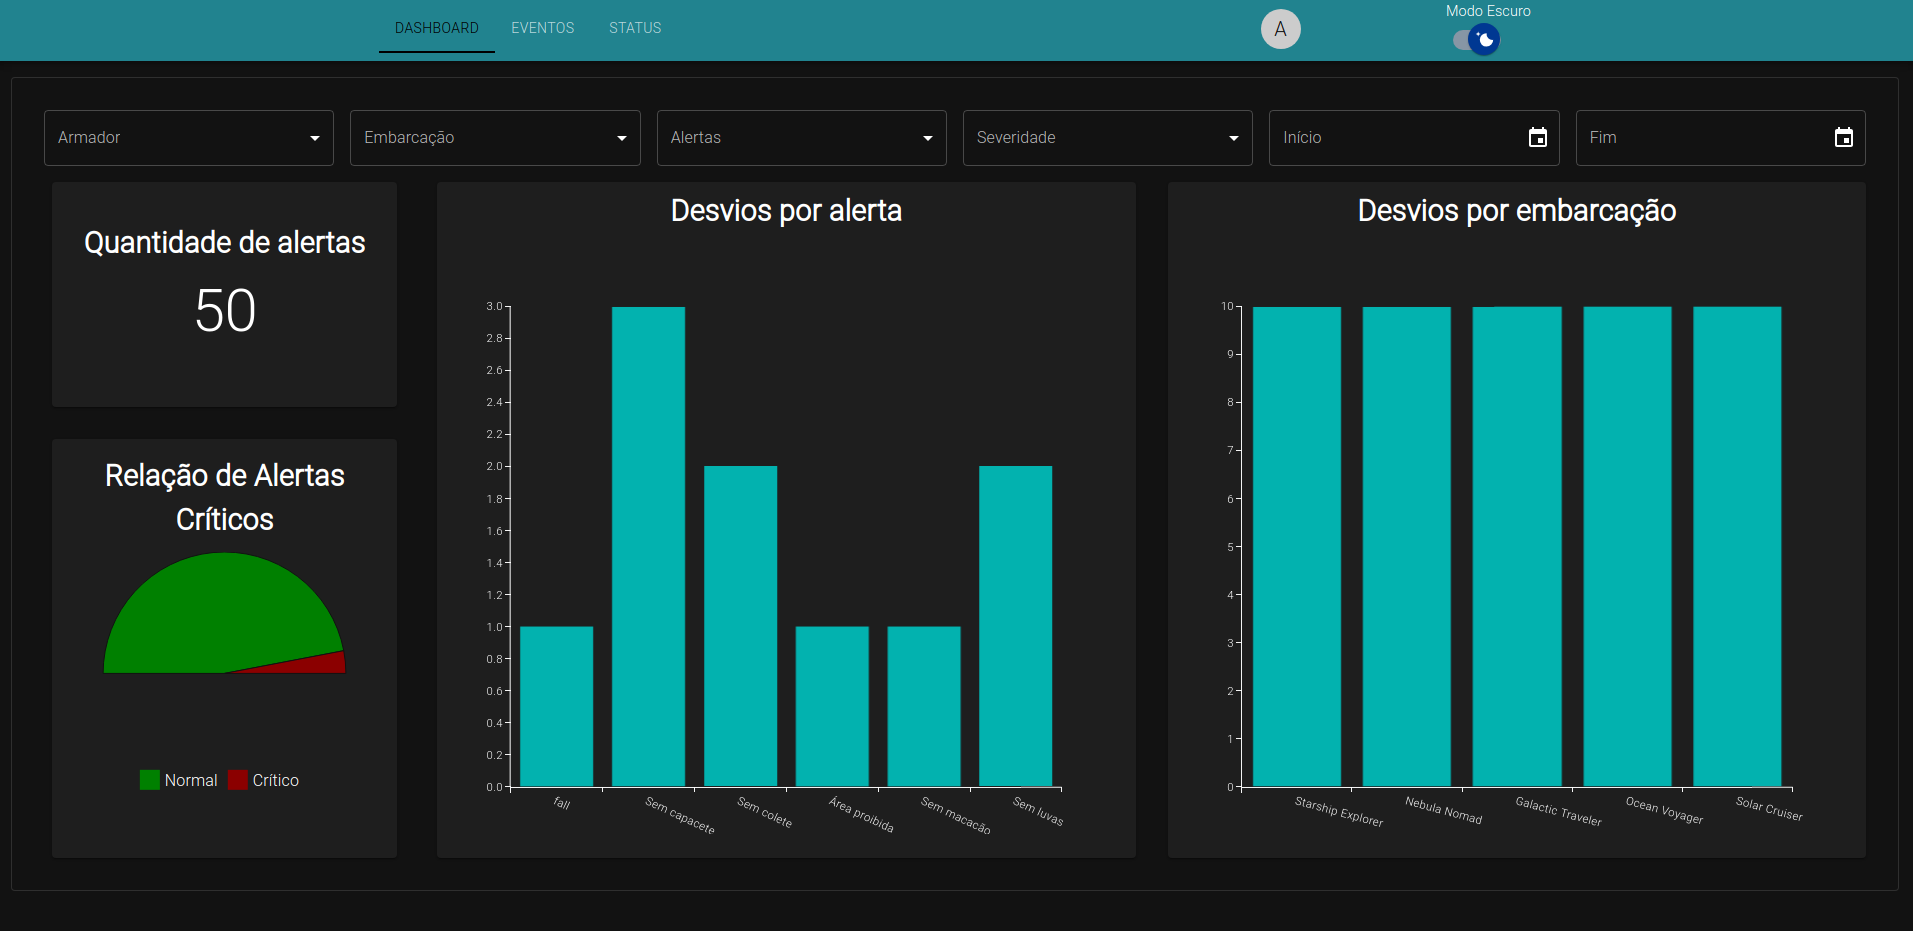 DASHBOARD
EVENTOS
STATUS
A
Modo Escuro
Armador
Embarcação
Alertas
Severidade
Início
Fim
Quantidade de alertas
50
Relação de Alertas
Críticos
Normal
Crítico
Desvios por alerta
3.0
2.8
2.6
2.4
2.2
2.0
1.8
1.6
1.4
1.2
1.0
0.8
0.6
0.4
0.2
0.0
fall
Sem capacete
Sem colete
Área proibida
Sem macacão
Sem luvas
Desvios por embarcação
10
9
8
7
6
5
4
3
2
1
0
Starship Explorer
Nebula Nomad
Galactic Traveler
Ocean Voyager
Solar Cruiser